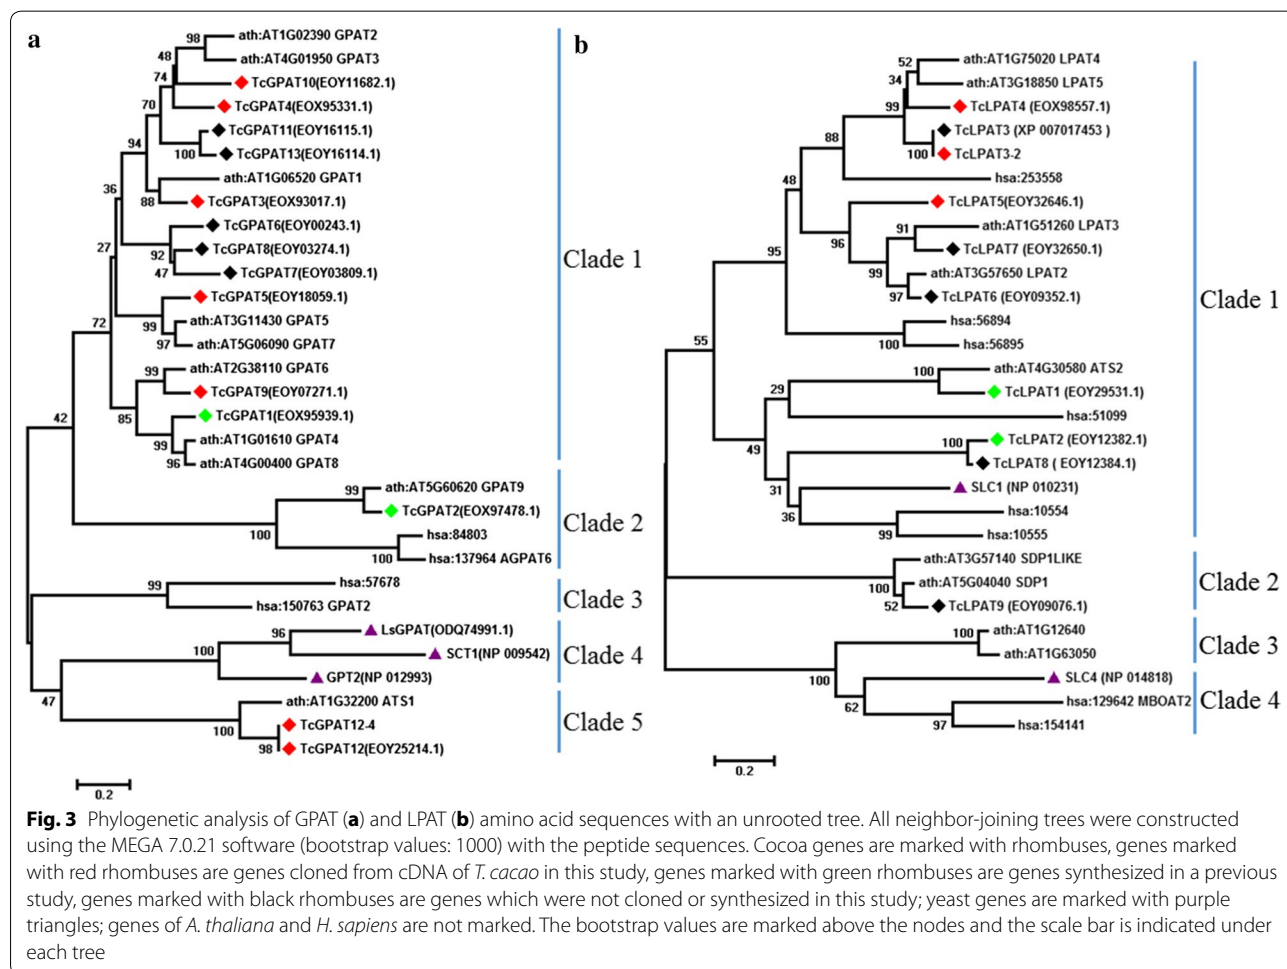 a
98
ath:AT1G02390 GPAT2
48
ath:AT4G01950 GPAT3
74
TcGPAT10(EOY11682.1)
70
TcGPAT4(EOX95331.1)
TcGPAT11(EOY16115.1)
94
100
TcGPAT13(EOY16114.1)
36
ath:AT1G06520 GPAT1
88
TcGPAT3(EOX93017.1)
TcGPAT6(EOY00243.1)
27
92
TcGPAT8(EOY03274.1)
47
TcGPAT7(EOY03809.1)
Clade 1
TcGPAT5(EOY18059.1)
72
99
ath:AT3G11430 GPAT5
97
ath:AT5G06090 GPAT7
99
ath:AT2G38110 GPAT6
TcGPAT9(EOY07271.1)
42
85
TcGPAT1(EOX95939.1)
99
ath:AT1G01610 GPAT4
96
ath:AT4G00400 GPAT8
99
ath:AT5G60620 GPAT9
TcGPAT2(EOX97478.1)
100
hsa:84803
100
hsa:137964 AGPAT6
Clade 2
99
hsa:57678
hsa:150763 GPAT2
Clade 3
96
LsGPAT(ODQ74991.1)
100
SCT1(NP 009542)
GPT2(NP 012993)
Clade 4
47
ath:AT1G32200 ATS1
100
TcGPAT12-4
98
TcGPAT12(EOY25214.1)
Clade 5
0.2
b
52
ath:AT1G75020 LPAT4
34
ath:AT3G18850 LPAT5
99
TcLPAT4 (EOX98557.1)
TcLPAT3 (XP 007017453 )
88
100
TcLPAT3-2
48
hsa:253558
TcLPAT5(EOY32646.1)
96
91
ath:AT1G51260 LPAT3
95
TcLPAT7 (EOY32650.1)
99
ath:AT3G57650 LPAT2
97
TcLPAT6 (EOY09352.1)
Clade 1
hsa:56894
55
100
hsa:56895
100
ath:AT4G30580 ATS2
29
TcLPAT1 (EOY29531.1)
hsa:51099
49
100
TcLPAT2 (EOY12382.1)
TcLPAT8 ( EOY12384.1)
31
SLC1 (NP 010231)
36
hsa:10554
99
hsa:10555
ath:AT3G57140 SDP1LIKE
100
ath:AT5G04040 SDP1
52
TcLPAT9 (EOY09076.1)
Clade 2
100
ath:AT1G12640
ath:AT1G63050
Clade 3
100
SLC4 (NP 014818)
62
hsa:129642 MBOAT2
97
hsa:154141
Clade 4
0.2
Fig. 3 Phylogenetic analysis of GPAT (a) and LPAT (b) amino acid sequences with an unrooted tree. All neighbor-joining trees were constructed
using the MEGA 7.0.21 software (bootstrap values: 1000) with the peptide sequences. Cocoa genes are marked with rhombuses, genes marked
with red rhombuses are genes cloned from cDNA of T. cacao in this study, genes marked with green rhombuses are genes synthesized in a previous
study, genes marked with black rhombuses are genes which were not cloned or synthesized in this study; yeast genes are marked with purple
triangles; genes of A. thaliana and H. sapiens are not marked. The bootstrap values are marked above the nodes and the scale bar is indicated under
each tree